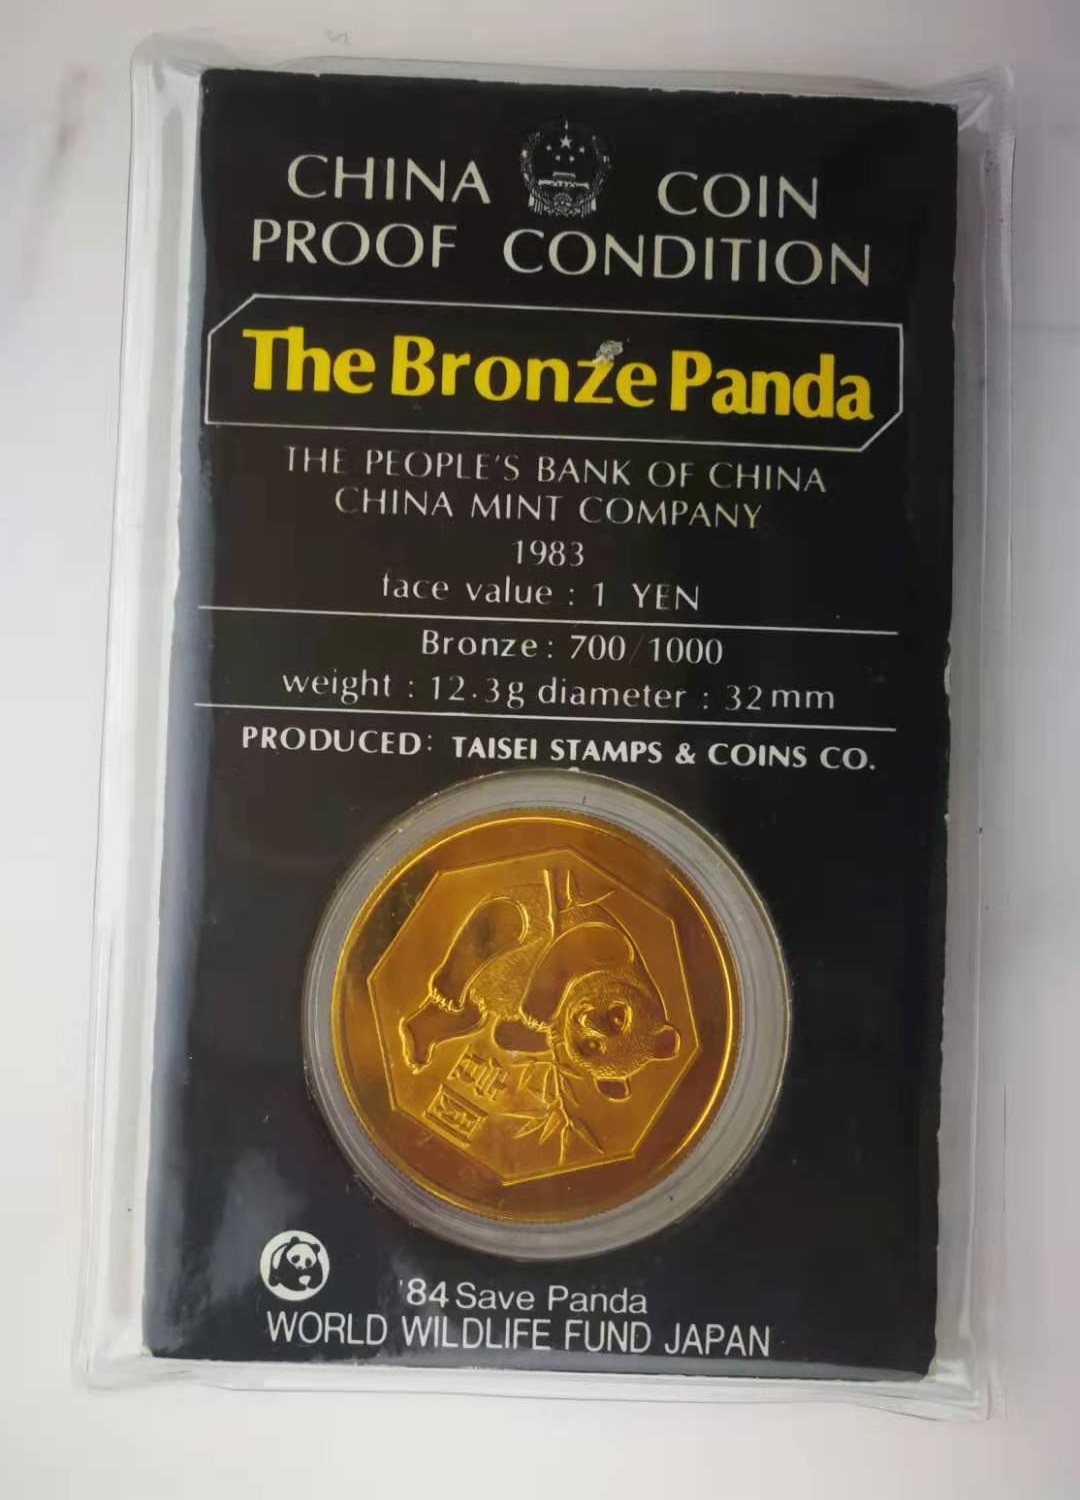 CHINA COIN
PROOF CONDITION
The Bronze Panda
THE PEOPLE'S BANK OF CHINA
CHINA MINT COMPANY
1983
face value : 1 YEN
Bronze : 700/1000
weight : 12.3g diameter : 32mm
PRODUCED: TAISEI STAMPS & COINS CO.
'84 Save Panda
WORLD WILDLIFE FUND JAPAN